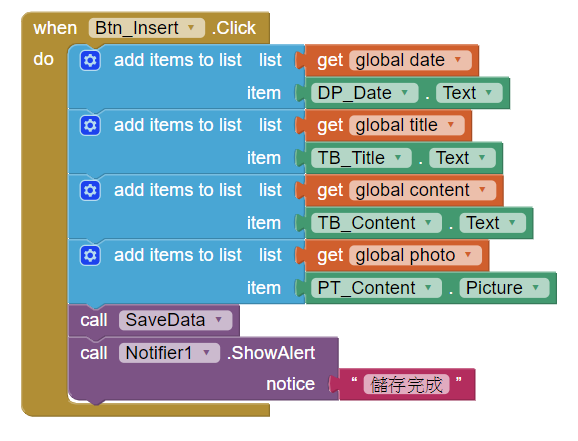 when Btn_Insert .Click
do add items to list list get global date
item DP_Date . Text
add items to list list get global title
item TB_Title . Text
add items to list list get global content
item TB_Content . Text
add items to list list get global photo
item PT_Content . Picture
call SaveData
call Notifier1 .ShowAlert
notice “ 儲存完成 ”